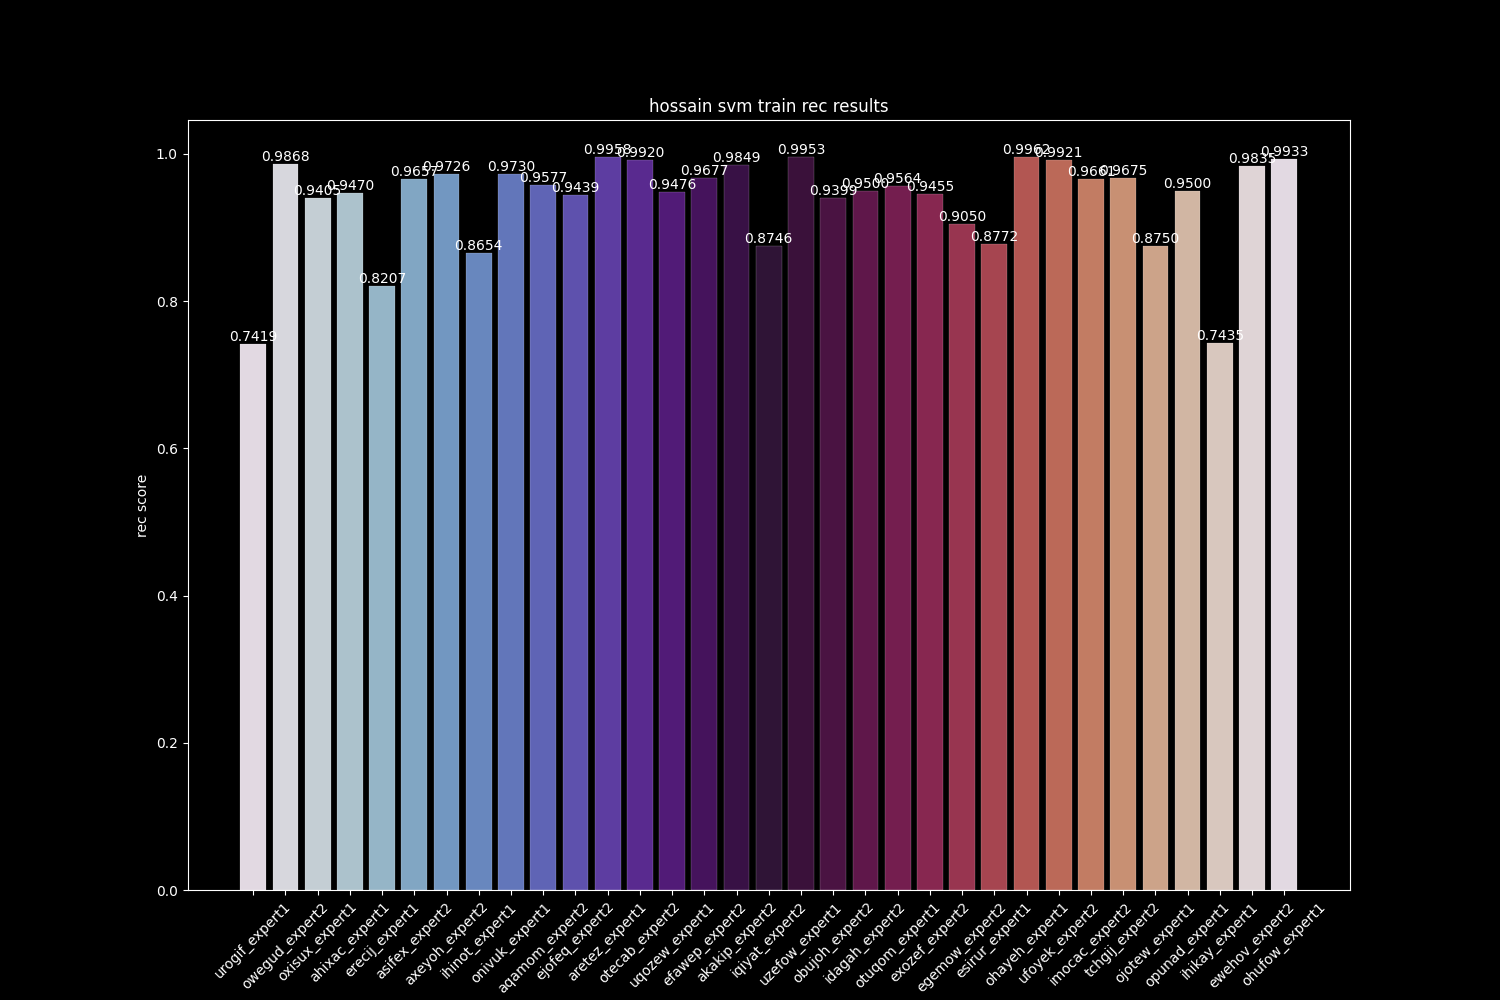 hossain svm train rec results
rec score
1.0
0.8
0.6
0.4
0.2
0.0
0.7419
0.9868
0.9405
0.9470
0.8207
0.9657
0.9726
0.8654
0.9730
0.9577
0.9439
0.9958
0.9920
0.9476
0.9677
0.9849
0.8746
0.9953
0.9399
0.9500
0.9564
0.9455
0.9050
0.8772
0.9962
0.9921
0.9661
0.9675
0.8750
0.9500
0.7435
0.9835
0.9933
urogif_expert1
owegud_expert2
oxisux_expert1
ahixac_expert1
erecij_expert1
asifex_expert2
axeyoh_expert2
ihinot_expert1
onivuk_expert1
aqamom_expert2
ejofeq_expert2
aretez_expert1
otecab_expert2
uqozew_expert1
efawep_expert2
akakip_expert2
iqiyat_expert2
uzefow_expert1
obujoh_expert2
idagah_expert2
otuqom_expert1
exozef_expert2
egemow_expert2
esirur_expert1
ohayeh_expert1
ufoyek_expert2
imocac_expert2
tchgij_expert2
ojotew_expert1
opunad_expert1
ihikay_expert1
ewehov_expert2
ohufow_expert1